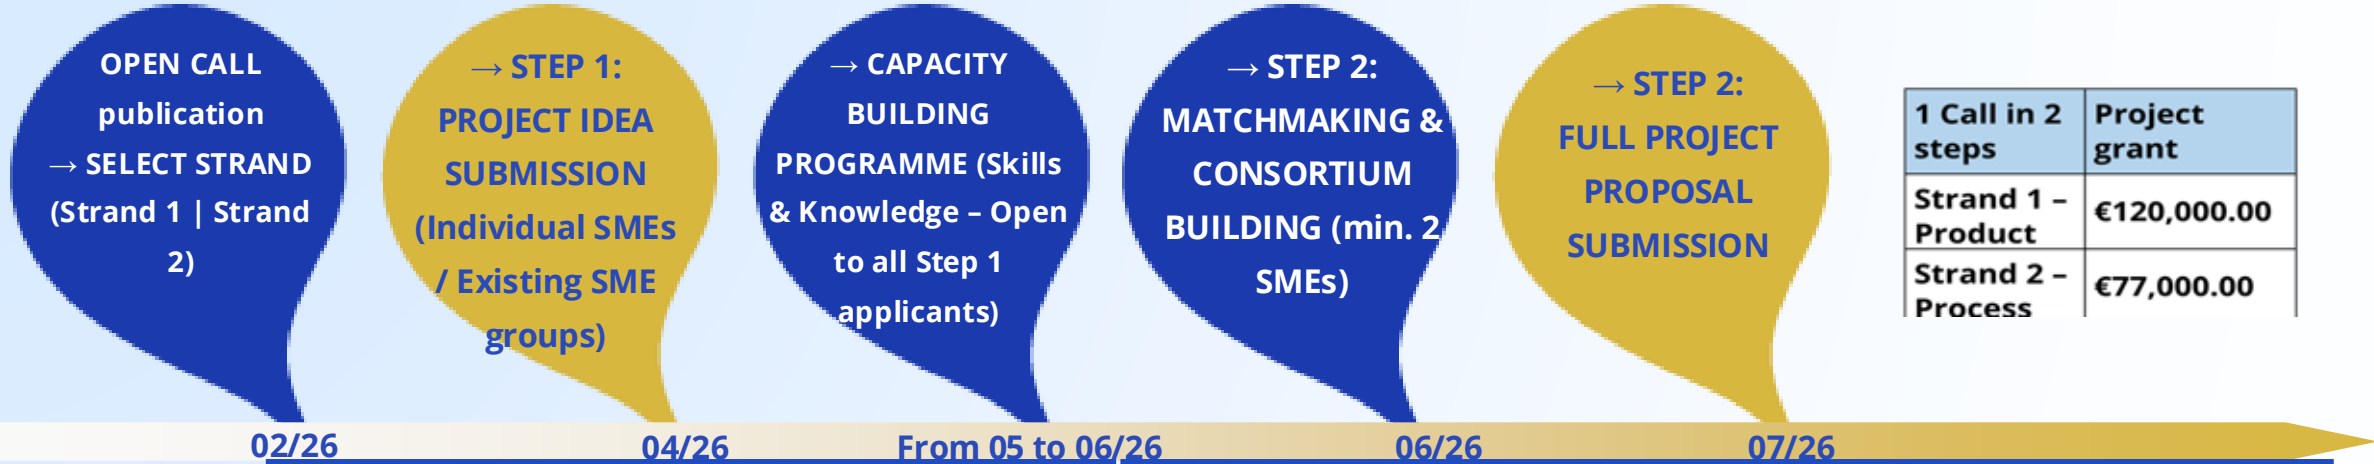 OPEN CALL
publication
→ SELECT STRAND
(Strand 1 | Strand
2)
→ STEP 1:
PROJECT IDEA
SUBMISSION
(Individual SMEs
/ Existing SME
groups)
→ CAPACITY
BUILDING
PROGRAMME (Skills
& Knowledge – Open
to all Step 1
applicants)
→ STEP 2:
MATCHMAKING &
CONSORTIUM
BUILDING (min. 2
SMEs)
→ STEP 2:
FULL PROJECT
PROPOSAL
SUBMISSION
1 Call in 2 steps
Project grant
Strand 1 – Product
€120,000.00
Strand 2 – Process
€77,000.00
02/26
04/26
From 05 to 06/26
06/26
07/26